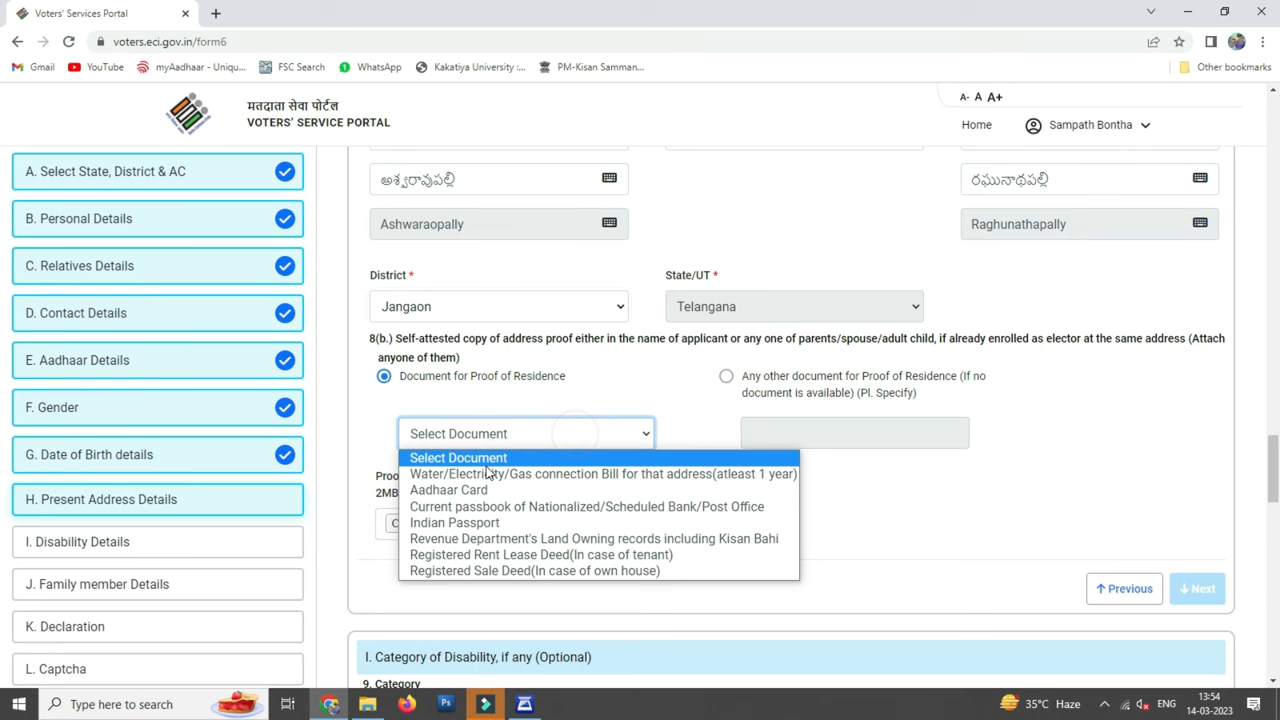 Voters' Services Portal
voters.eci.gov.in/form6
Gmail YouTube myAadhaar - Uniqu... FSC Search WhatsApp Kakatiya University :... PM-Kisan Samman... Other bookmarks
मतदाता सेवा पोर्टल
VOTERS' SERVICE PORTAL
A- A A+
Home Sampath Bontha
A. Select State, District & AC
B. Personal Details
C. Relatives Details
D. Contact Details
E. Aadhaar Details
F. Gender
G. Date of Birth details
H. Present Address Details
I. Disability Details
J. Family member Details
K. Declaration
L. Captcha
అశ్వరావుపల్లి రఘునాథపల్లి
Ashwaraopally Raghunathapally
District * State/UT *
Jangaon Telangana
8(b.) Self-attested copy of address proof either in the name of applicant or any one of parents/spouse/adult child, if already enrolled as elector at the same address (Attach
anyone of them)
Document for Proof of Residence Any other document for Proof of Residence (If no
document is available) (Pl. Specify)
Select Document
Select Document
Water/Electricity/Gas connection Bill for that address(atleast 1 year)
Aadhaar Card
Current passbook of Nationalized/Scheduled Bank/Post Office
Indian Passport
Revenue Department's Land Owning records including Kisan Bahi
Registered Rent Lease Deed(In case of tenant)
Registered Sale Deed(In case of own house)
Proo
2MB
C
Previous Next
I. Category of Disability, if any (Optional)
9. Category
Type here to search
Ps
35°C Haze
ENG
13:54
14-03-2023